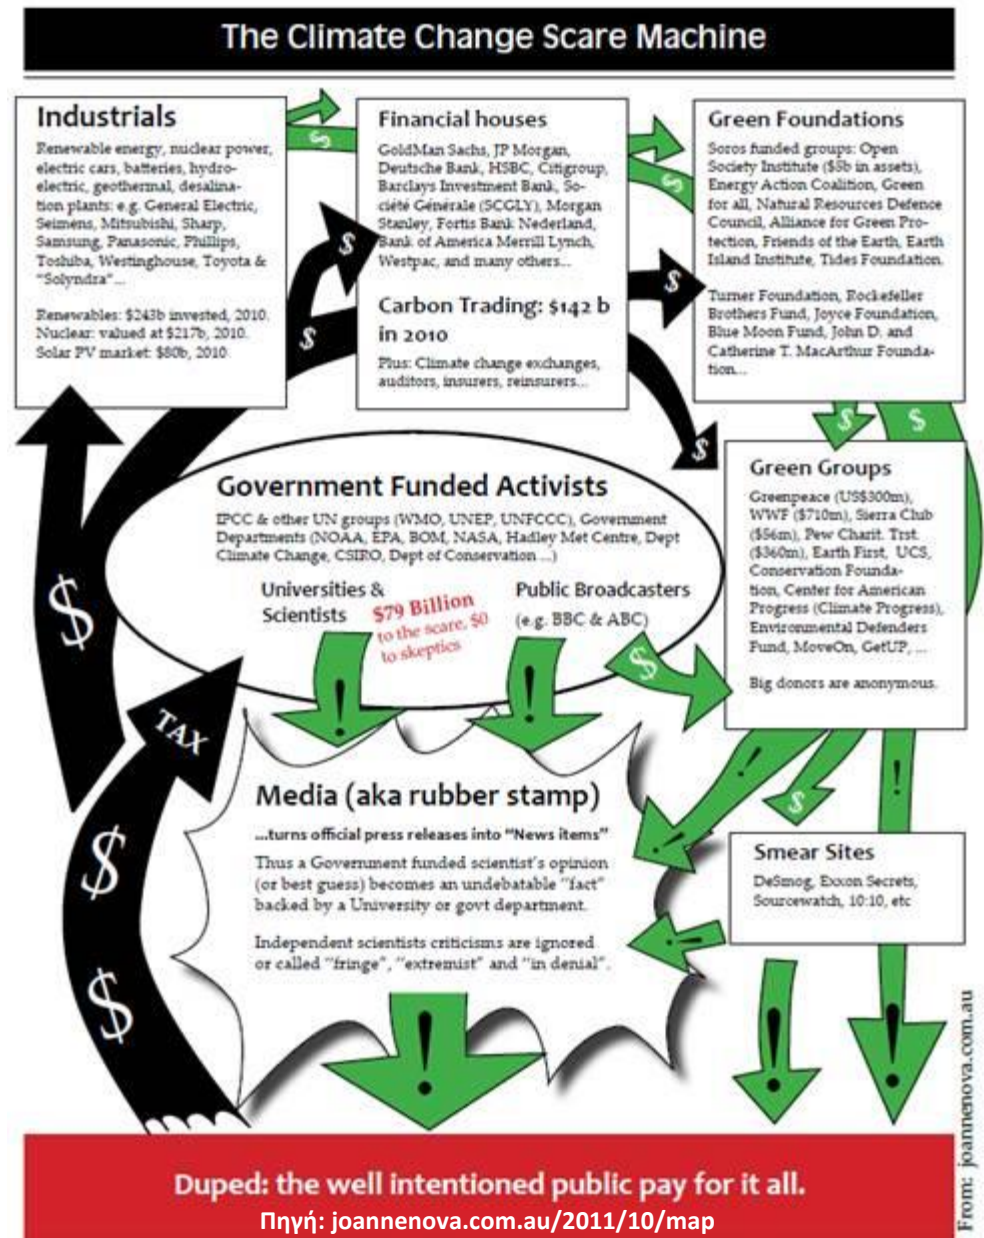 The Climate Change Scare Machine
Industrials
Renewable energy, nuclear power,
electric cars, batteries, hydro-
electric, geothermal, desalina-
tion plants: e.g. General Electric,
Seimens, Mitsubishi, Sharp,
Samsung, Panasonic, Phillips,
Toshiba, Westinghouse, Toyota &
"Solyndra"...
Renewables: $243b invested, 2010.
Nuclear: valued at $217b, 2010.
Solar PV market: $80b, 2010
Financial houses
GoldMan Sachs, JP Morgan,
Deutsche Bank, HSBC, Citigroup,
Barclays Investment Bank, So-
ciété Générale (SCGLY), Morgan
Stanley, Fortis Bank Nederland,
Bank of America Merrill Lynch,
Westpac, and many others...
Carbon Trading: $142 b
in 2010
Plus: Climate change exchanges,
auditors, insurers, reinsurers...
Green Foundations
Soros funded groups: Open
Society Institute ($8b in assets),
Energy Action Coalition, Green
for all, Natural Resources Defence
Council, Alliance for Green Pro-
tection, Friends of the Earth, Earth
Island Institute, Tides Foundation.
Turner Foundation, Rockefeller
Brothers Fund, Joyce Foundation,
Blue Moon Fund, John D. and
Catherine T. MacArthur Founda-
tion...
$
$
$
$
$
$
$
$
$
Green Groups
Greenpeace (US$300m),
WWF ($710m), Sierra Club
($56m), Pew Charit. Trst.
($360m), Earth First, UCS,
Conservation Founda-
tion, Center for American
Progress (Climate Progress),
Environmental Defenders
Fund, MoveOn, GetUP, ...
Big donors are anonymous.
Government Funded Activists
IPCC & other UN groups (WMO, UNEP, UNFCCC), Government
Departments (NOAA, EPA, BOM, NASA, Hadley Met Centre, Dept
Climate Change, CSIRO, Dept of Conservation ...)
Universities &
Scientists
$79 Billion
to the scare, $0
to skeptics
Public Broadcasters
(e.g. BBC & ABC)
!
!
$
TAX
$
$
Media (aka rubber stamp)
...turns official press releases into "News items"
Thus a Government funded scientist's opinion
(or best guess) becomes an undebatable "fact"
backed by a University or govt department.
Independent scientists criticisms are ignored
or called "fringe", "extremist" and "in denial".
!
$
!
Smear Sites
DeSmog, Exxon Secrets,
Sourcewatch, 10:10, etc
!
!
!
!
Duped: the well intentioned public pay for it all.
Πηγή: joannenova.com.au/2011/10/map
From: joannenova.com.au